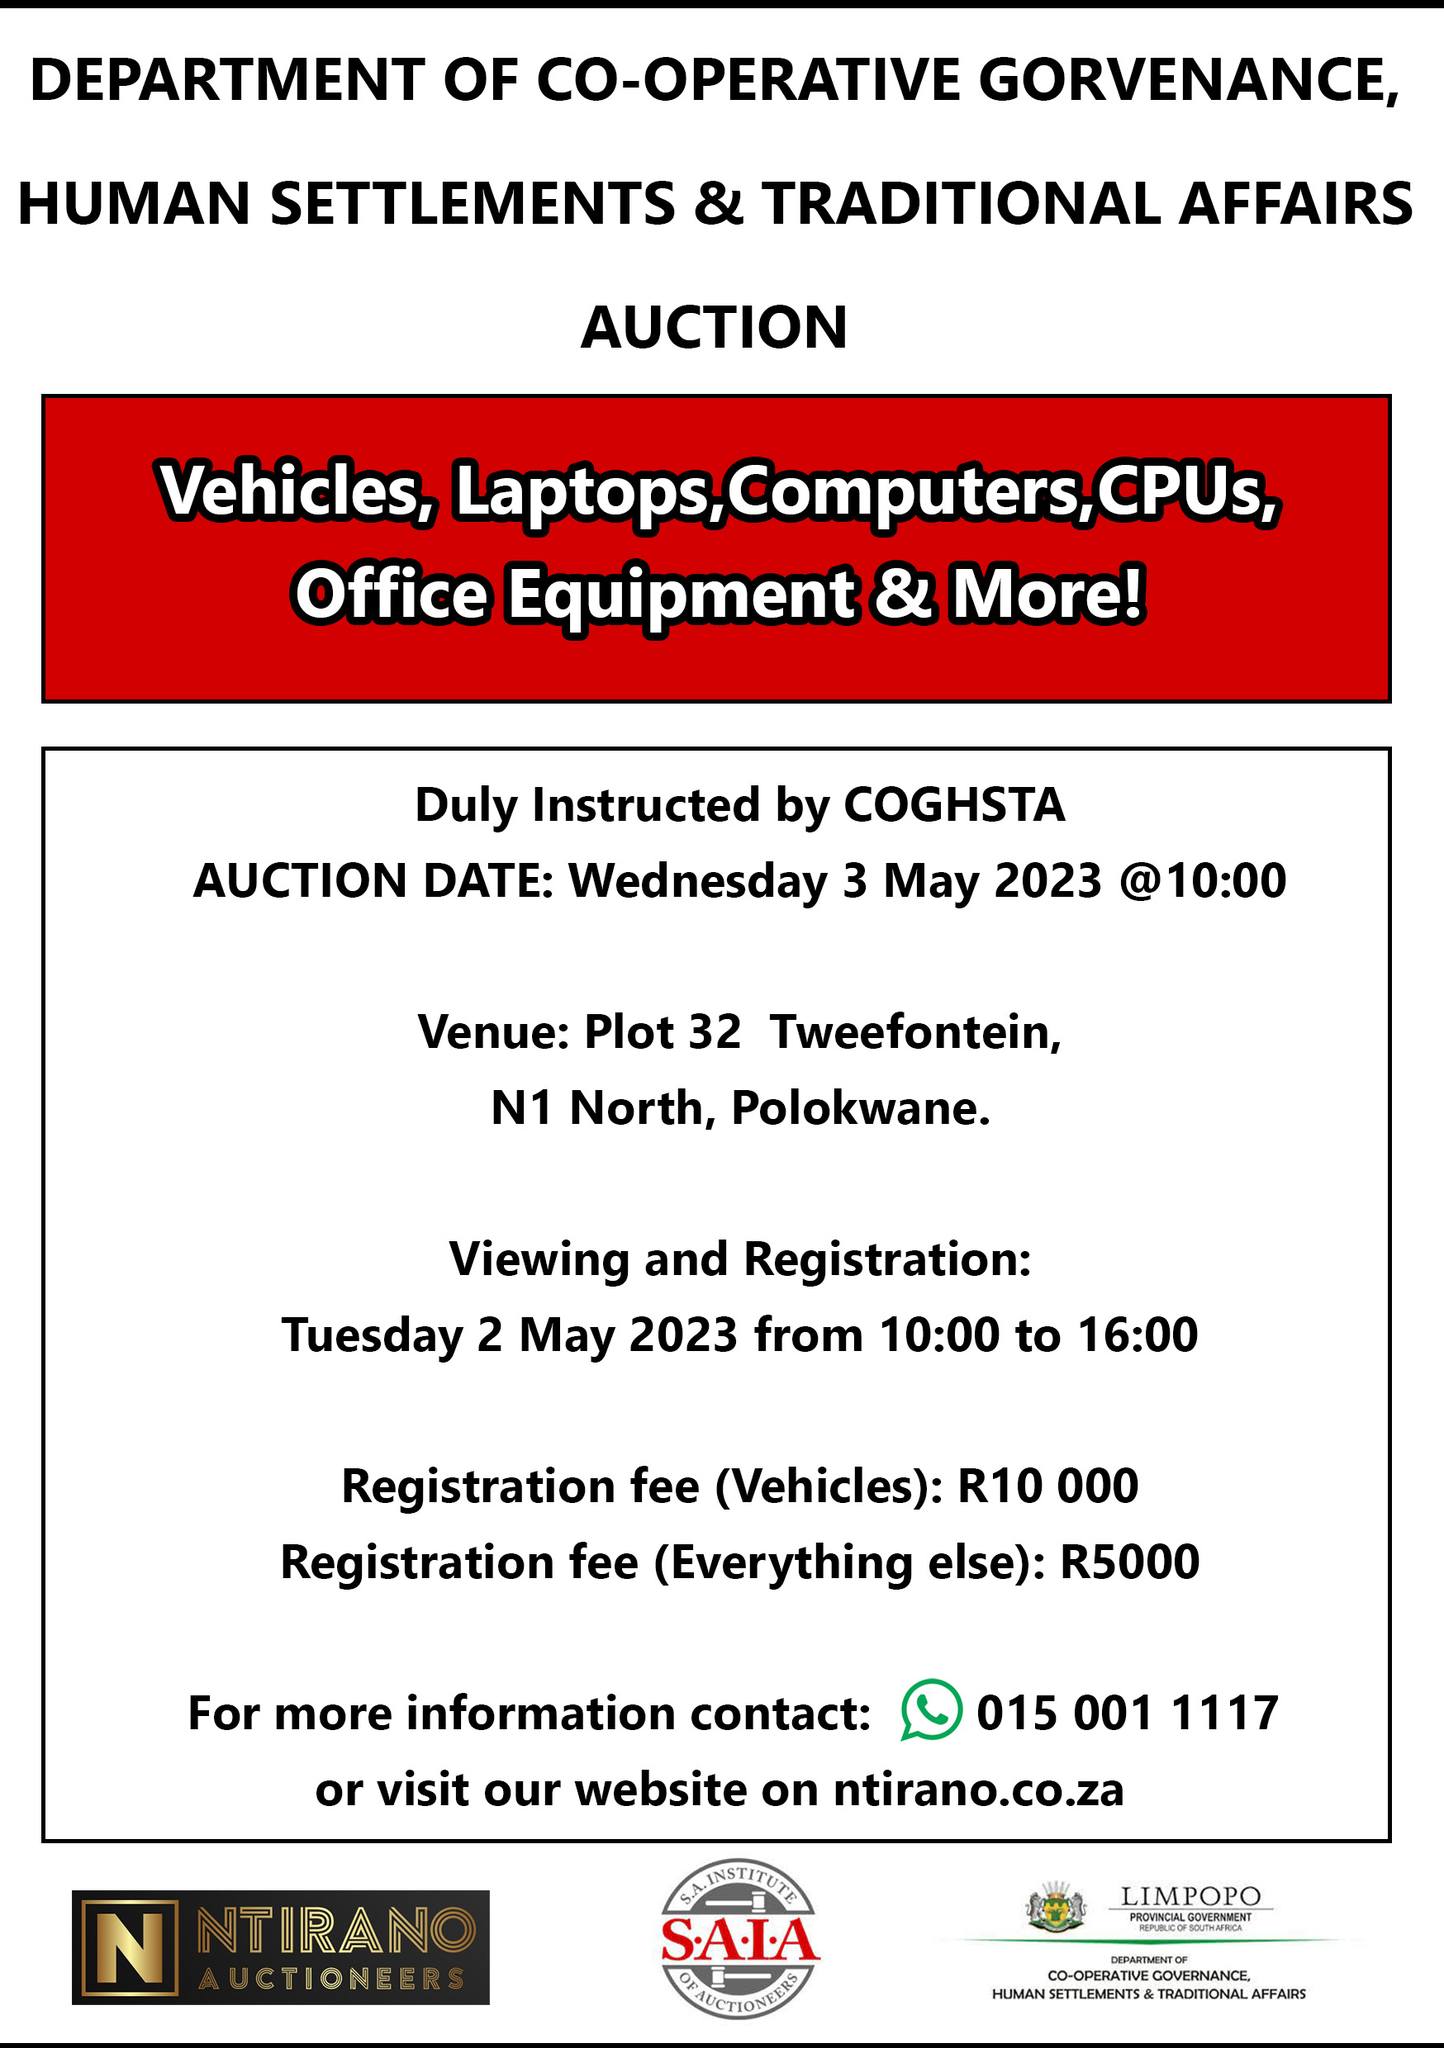 DEPARTMENT OF CO-OPERATIVE GORVENANCE,
HUMAN SETTLEMENTS & TRADITIONAL AFFAIRS
AUCTION
Vehicles, Laptops,Computers,CPUs,
Office Equipment & More!
Duly Instructed by COGHSTA
AUCTION DATE: Wednesday 3 May 2023 @10:00
Venue: Plot 32 Tweefontein,
N1 North, Polokwane.
Viewing and Registration:
Tuesday 2 May 2023 from 10:00 to 16:00
Registration fee (Vehicles): R10 000
Registration fee (Everything else): R5000
For more information contact: 015 001 1117
or visit our website on ntirano.co.za
N NTIRANO
AUCTIONEERS
S.A. INSTITUTE
S.A.I.A
OF AUCTIONEERS
LIMPOPO
PROVINCIAL GOVERNMENT
REPUBLIC OF SOUTH AFRICA
DEPARTMENT OF
CO-OPERATIVE GOVERNANCE,
HUMAN SETTLEMENTS & TRADITIONAL AFFAIRS